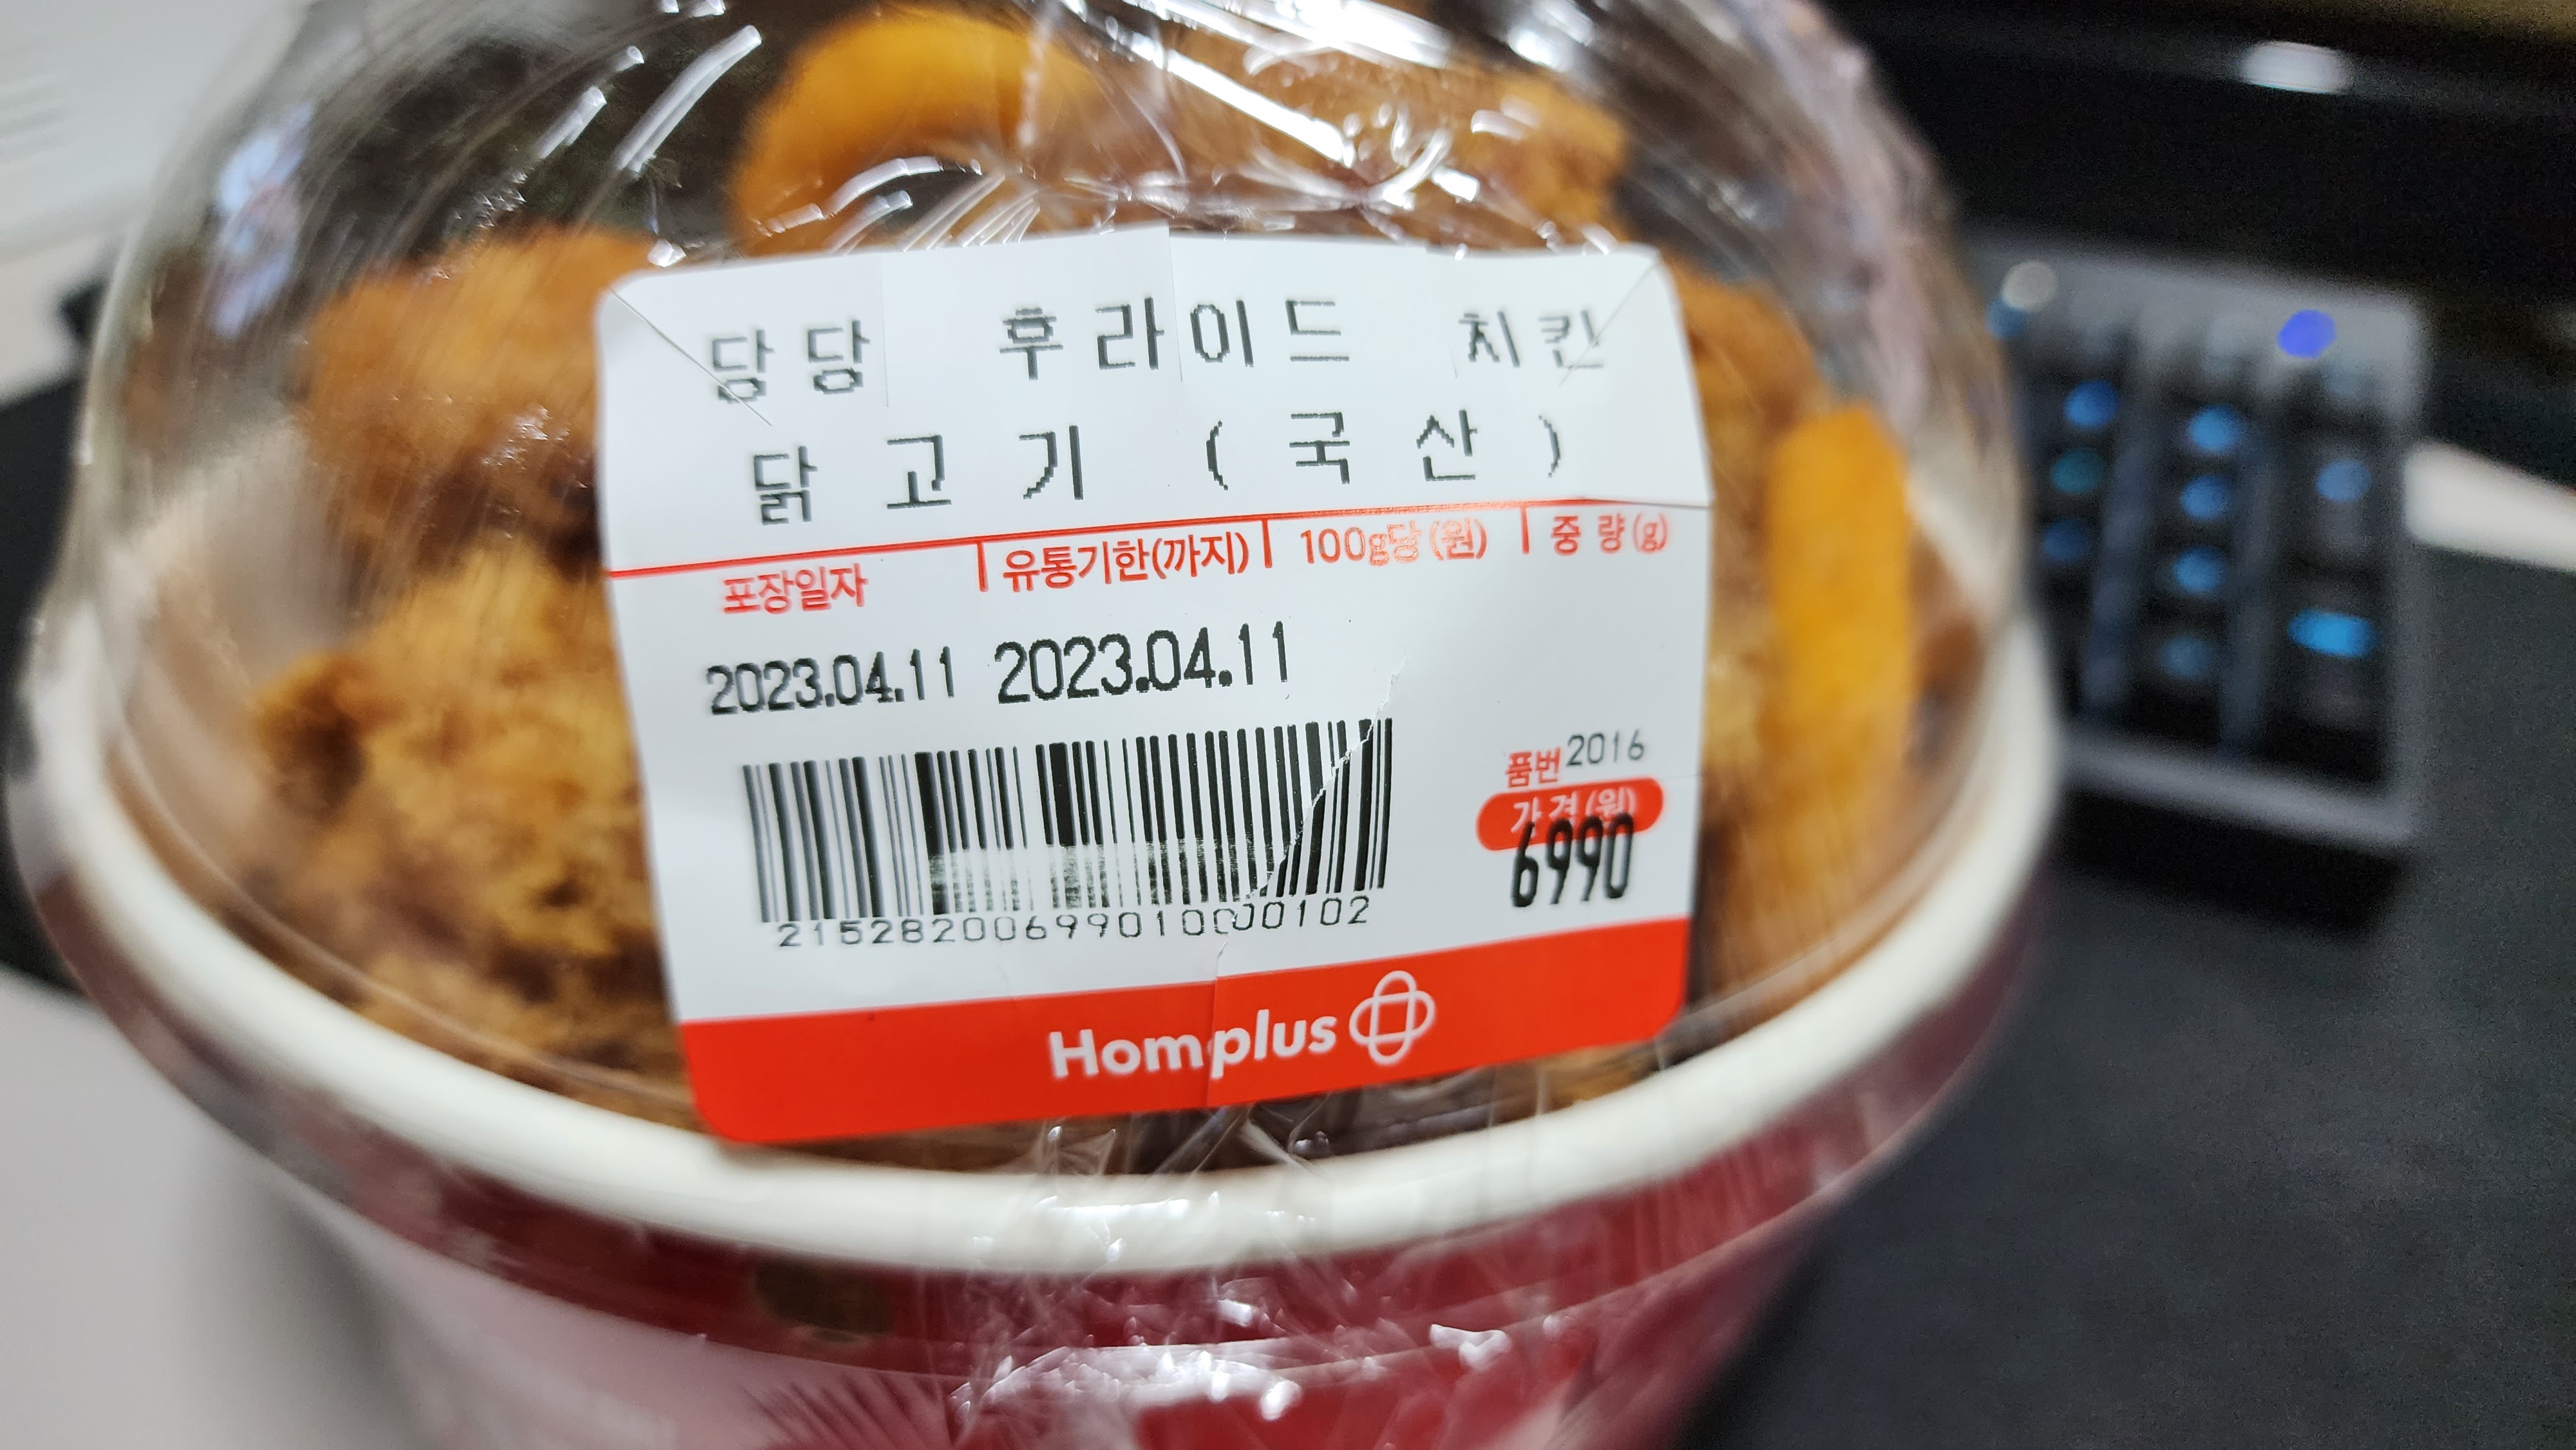 당당 후라이드 치킨
닭고기 (국산)
포장일자 유통기한(까지) 100g당(원) 중량(g)
2023.04.11 2023.04.11
품번 2016
가격(원)
6990
215282006990100000102
Homplus